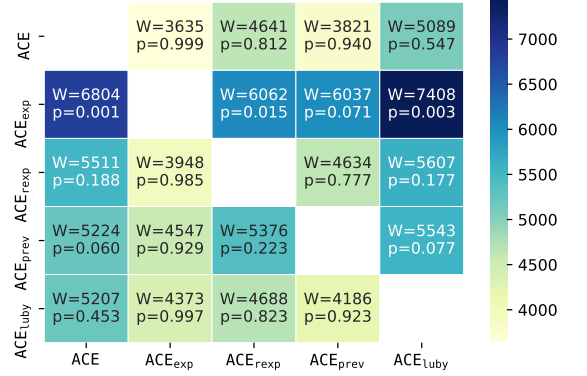 ACE W=3635 W=4641 W=3821 W=5089
p=0.999 p=0.812 p=0.940 p=0.547
ACEexp W=6804 W=6062 W=6037 W=7408
p=0.001 p=0.015 p=0.071 p=0.003
ACErexp W=5511 W=3948 W=4634 W=5607
p=0.188 p=0.985 p=0.777 p=0.177
ACEprev W=5224 W=4547 W=5376 W=5543
p=0.060 p=0.929 p=0.223 p=0.077
ACEluby W=5207 W=4373 W=4688 W=4186
p=0.453 p=0.997 p=0.823 p=0.923
ACE ACEexp ACErexp ACEprev ACEluby
7000
6500
6000
5500
5000
4500
4000